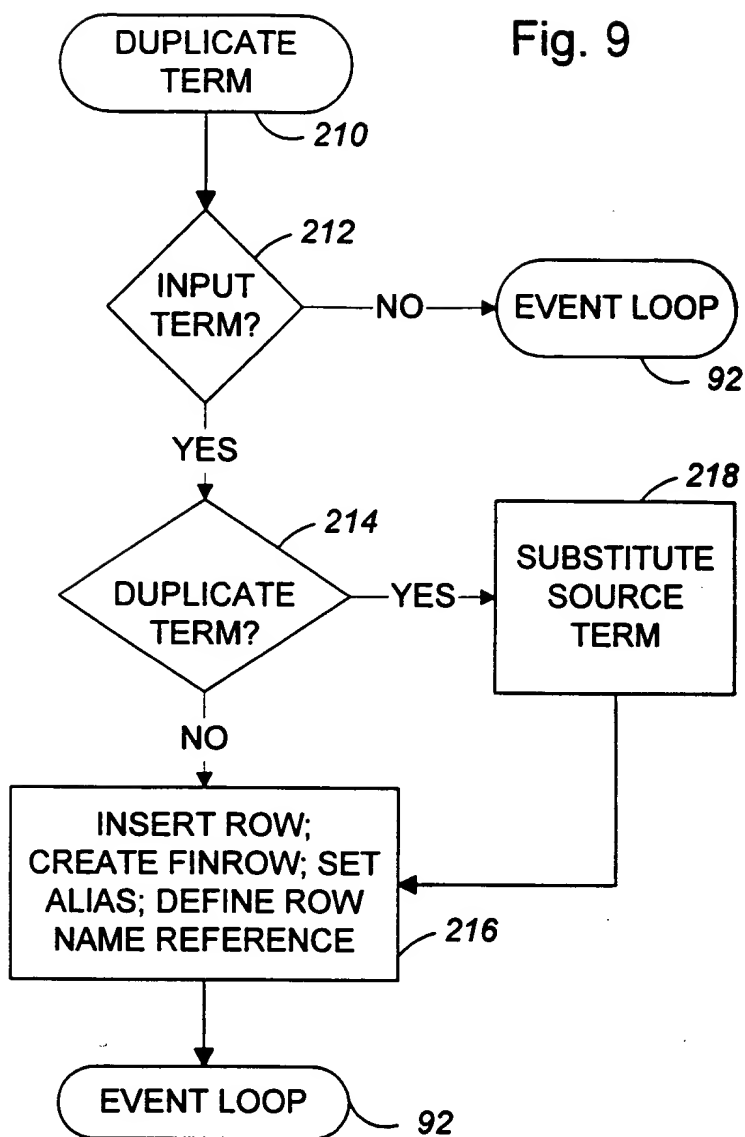 Fig. 9
DUPLICATE
TERM
210
212
INPUT
TERM?
NO
EVENT LOOP
92
YES
218
214
DUPLICATE
TERM?
YES
SUBSTITUTE
SOURCE
TERM
NO
INSERT ROW;
CREATE FINROW; SET
ALIAS; DEFINE ROW
NAME REFERENCE
216
EVENT LOOP
92